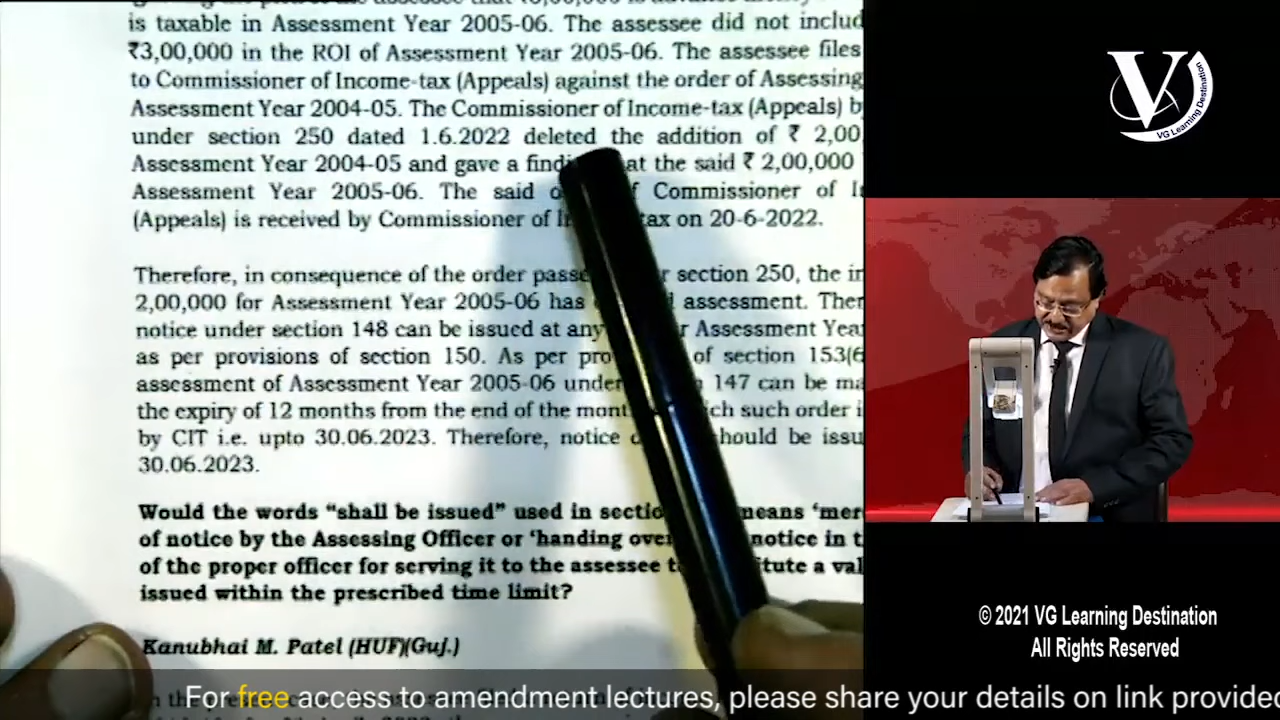 is taxable in Assessment Year 2005-06. The assessee did not includ
₹3,00,000 in the ROI of Assessment Year 2005-06. The assessee files
to Commissioner of Income-tax (Appeals) against the order of Assessing
Assessment Year 2004-05. The Commissioner of Income-tax (Appeals) b
under section 250 dated 1.6.2022 deleted the addition of ₹ 2,00
Assessment Year 2004-05 and gave a findi at the said ₹ 2,00,000
Assessment Year 2005-06. The said o f Commissioner of I
(Appeals) is received by Commissioner of In tax on 20-6-2022.
Therefore, in consequence of the order passe r section 250, the in
2,00,000 for Assessment Year 2005-06 has d assessment. Ther
notice under section 148 can be issued at any r Assessment Year
as per provisions of section 150. As per pro of section 153(6
assessment of Assessment Year 2005-06 under 147 can be ma
the expiry of 12 months from the end of the mont ich such order i
by CIT i.e. upto 30.06.2023. Therefore, notice should be issu
30.06.2023.
Would the words “shall be issued” used in sectio means ‘mer
of notice by the Assessing Officer or ‘handing over notice in t
of the proper officer for serving it to the assessee t itute a val
issued within the prescribed time limit?
Kanubhai M. Patel (HUF)(Guj.)
For free access to amendment lectures, please share your details on link provided
V
VG Learning Destination
© 2021 VG Learning Destination
All Rights Reserved